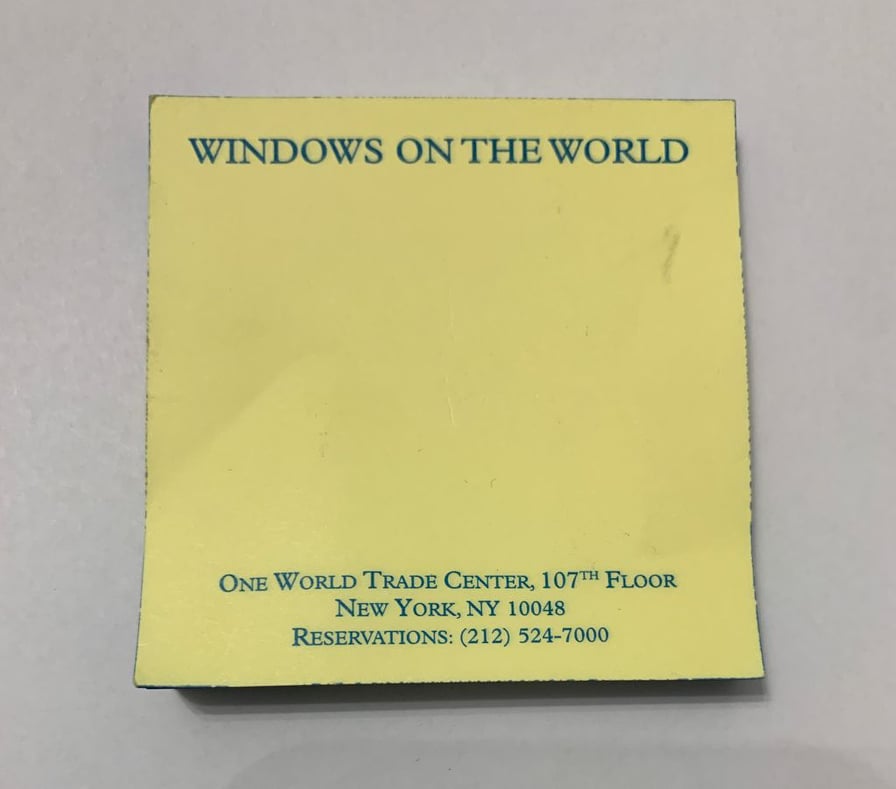 WINDOWS ON THE WORLD
ONE WORLD TRADE CENTER, 107TH FLOOR
NEW YORK, NY 10048
RESERVATIONS: (212) 524-7000